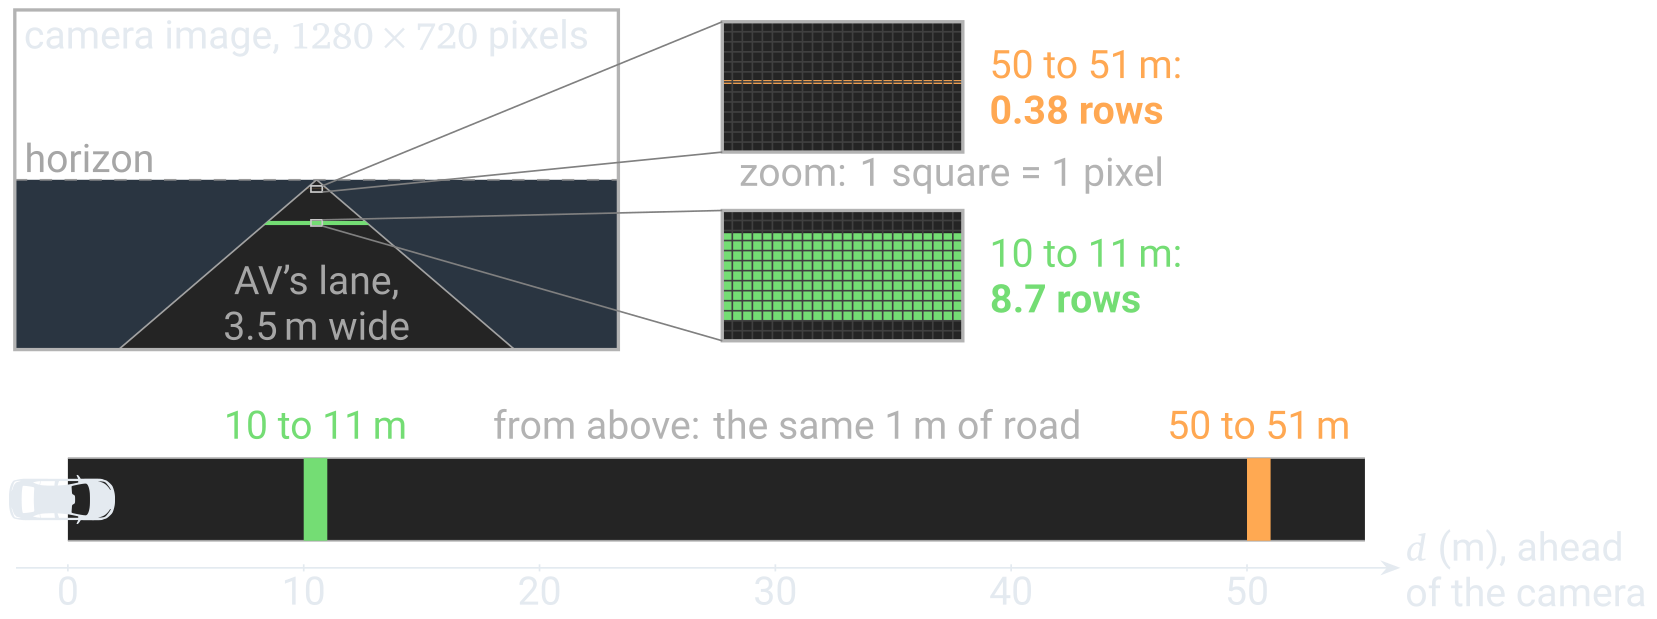 camera image, 1280 × 720 pixels
horizon
AV’s lane,
3.5 m wide
50 to 51 m:
0.38 rows
zoom: 1 square = 1 pixel
10 to 11 m:
8.7 rows
10 to 11 m
from above: the same 1 m of road
50 to 51 m
0 10 20 30 40 50
d (m), ahead
of the camera